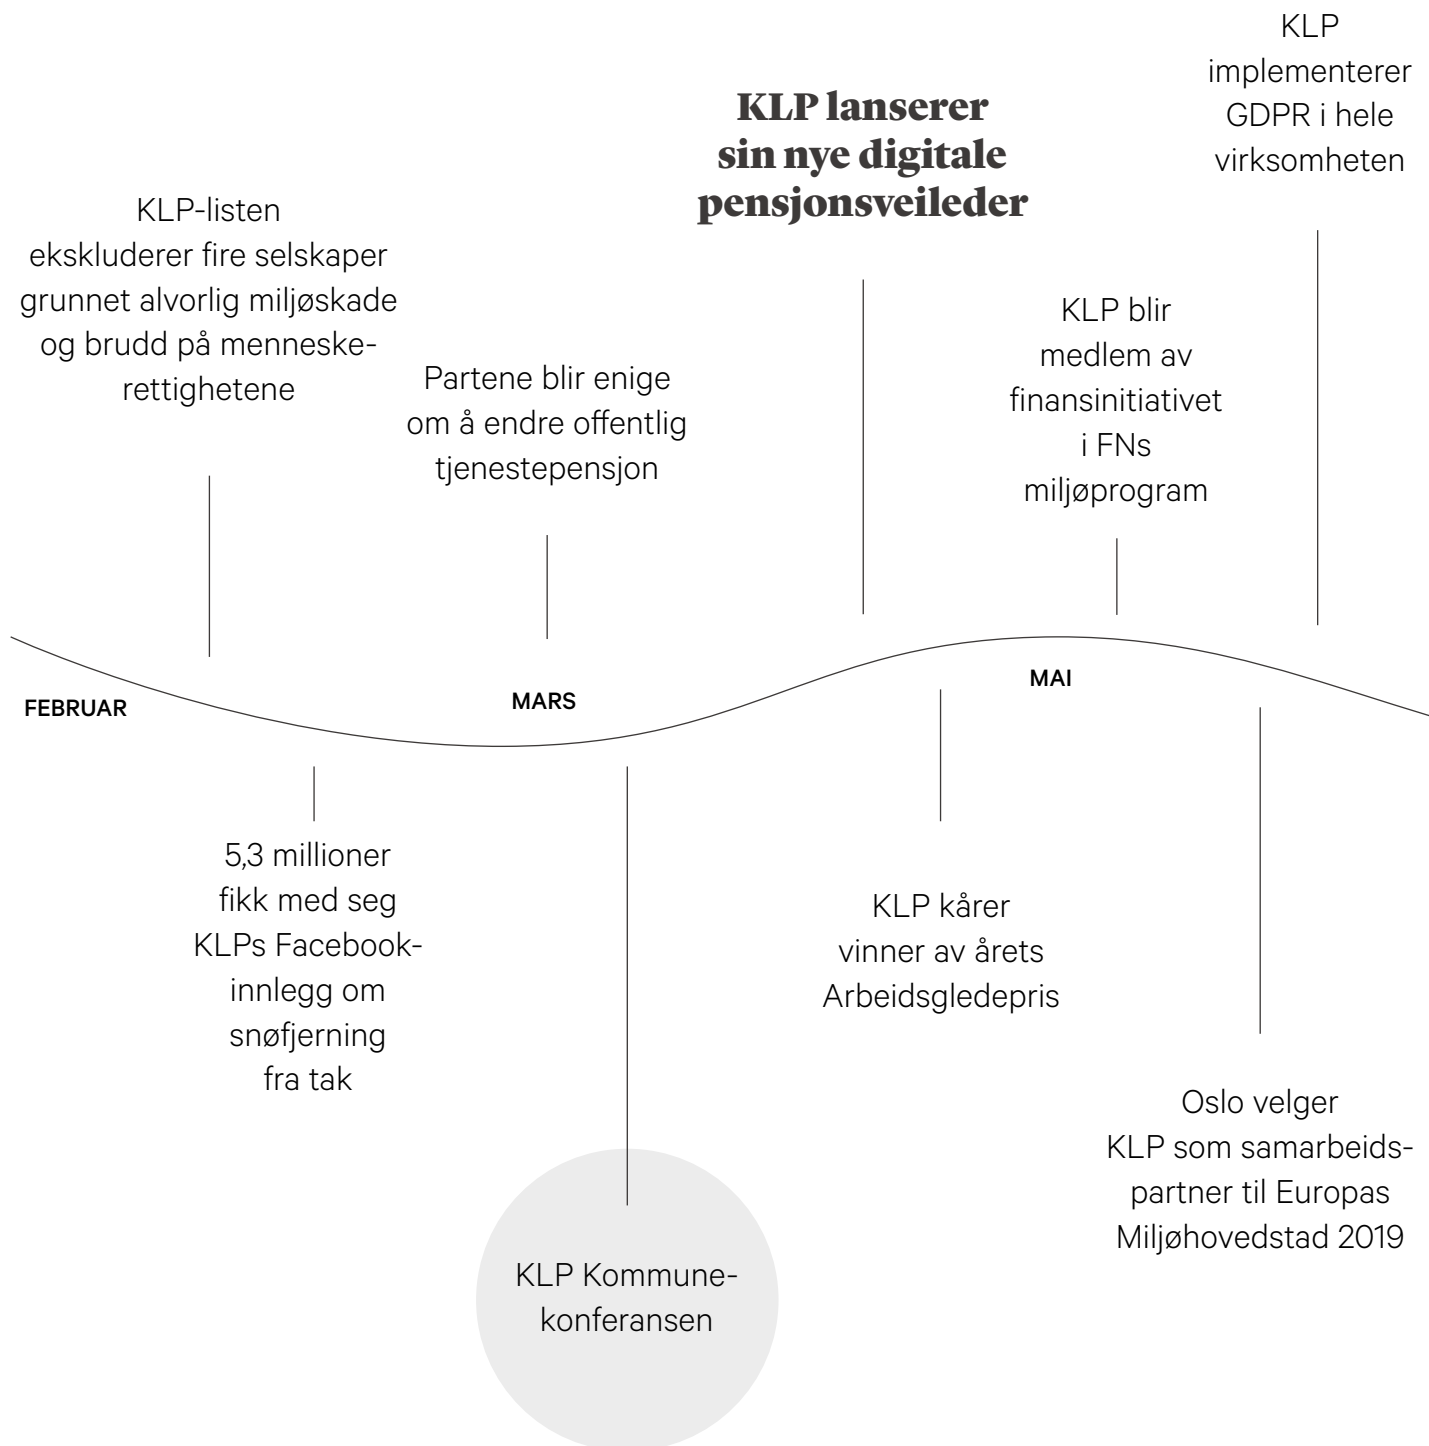 KLP
implementerer
GDPR i hele
virksomheten
KLP lanserer
sin nye digitale
pensjonsveileder
KLP-listen
ekskluderer fire selskaper
grunnet alvorlig miljøskade
og brudd på menneske-
rettighetene
KLP blir
medlem av
finansinitiativet
i FNs
miljøprogram
Partene blir enige
om å endre offentlig
tjenestepensjon
FEBRUAR
MARS
MAI
5,3 millioner
fikk med seg
KLPs Facebook-
innlegg om
snøfjerning
fra tak
KLP kårer
vinner av årets
Arbeidsgledepris
Oslo velger
KLP som samarbeids-
partner til Europas
Miljøhovedstad 2019
KLP Kommune-
konferansen